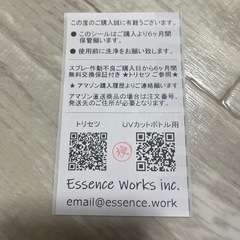 この度のご購入誠に有難うございます。
● このシールはご購入より6ヶ月間
保管願います。
● 使用前に洗浄をお願い致します。
スプレー作動不良ご購入日から6ヶ月間
無料交換保証付き★トリセツ ご参照★
★ アマゾン購入履歴よりご連絡願います
アマゾン直送商品の場合は注文番号、
発送先のご住所が必要となります。
トリセツ
UVカットボトル用
Essence Works inc.
email@essence.work